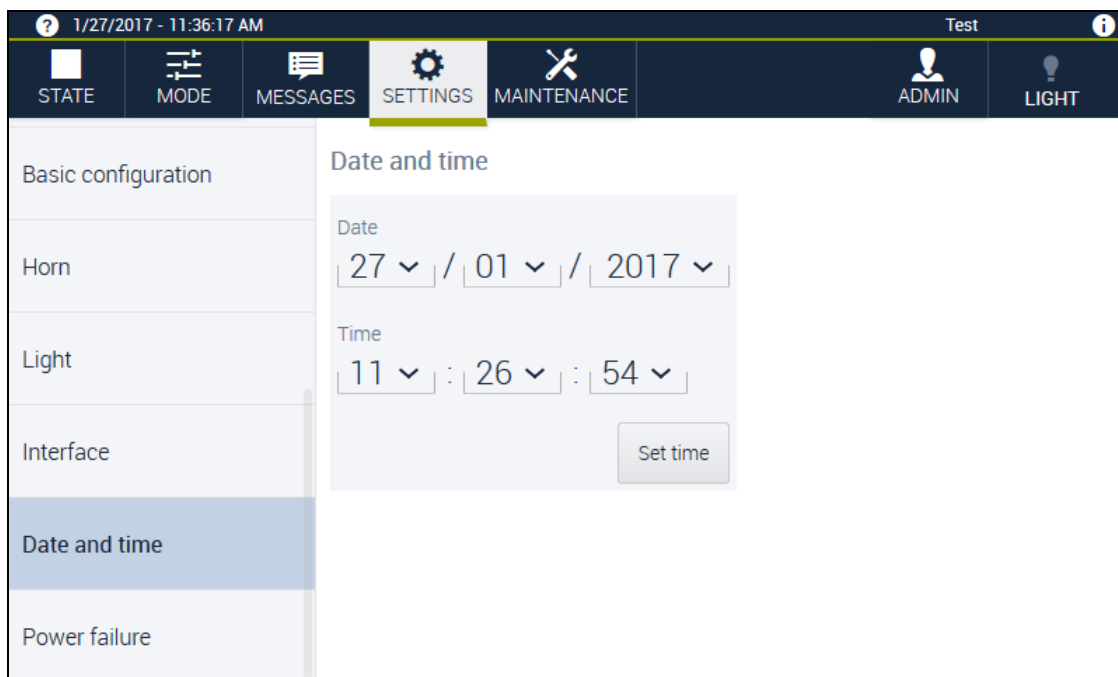 ? 1/27/2017 - 11:36:17 AM Test i
STATE MODE MESSAGES SETTINGS MAINTENANCE ADMIN LIGHT
Basic configuration
Horn
Light
Interface
Date and time
Power failure
Date and time
Date
27 / 01 / 2017
Time
11 : 26 : 54
Set time